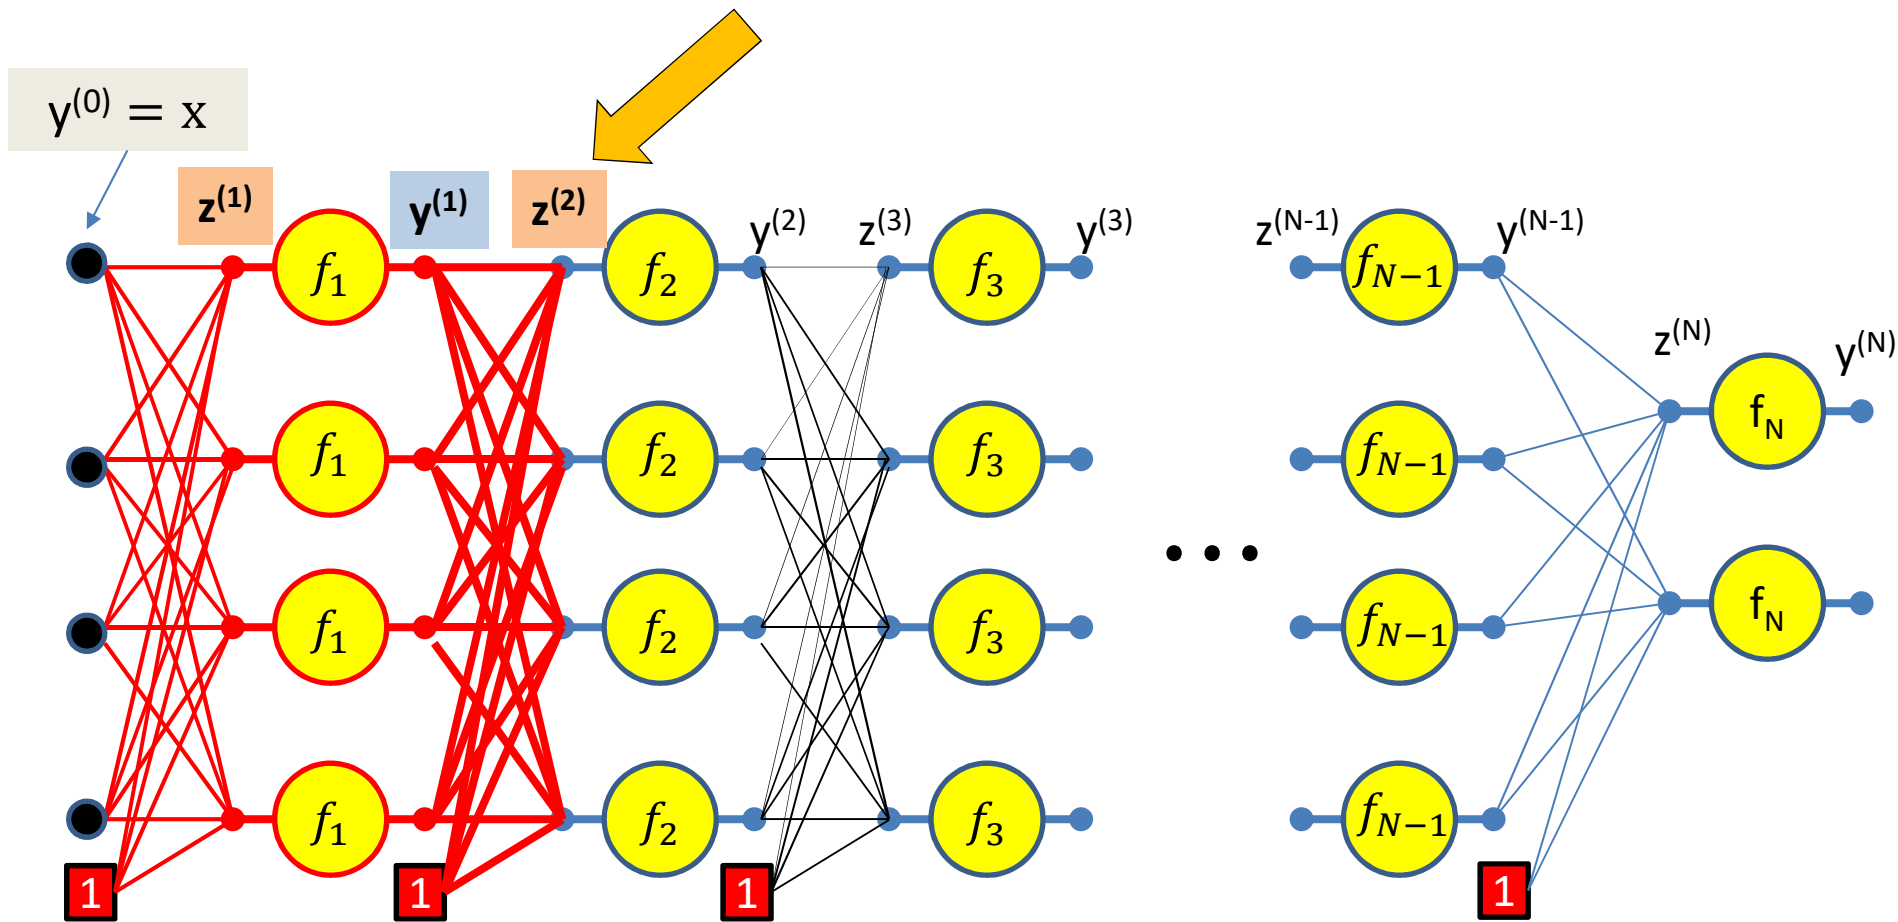 y(0) = x
z(1)
y(1)
z(2)
y(2)
z(3)
y(3)
z(N-1)
y(N-1)
z(N)
y(N)
f1
f2
f3
fN−1
fN
f1
f2
f3
fN−1
f1
f2
f3
fN−1
fN
f1
f2
f3
fN−1
1
1
1
1